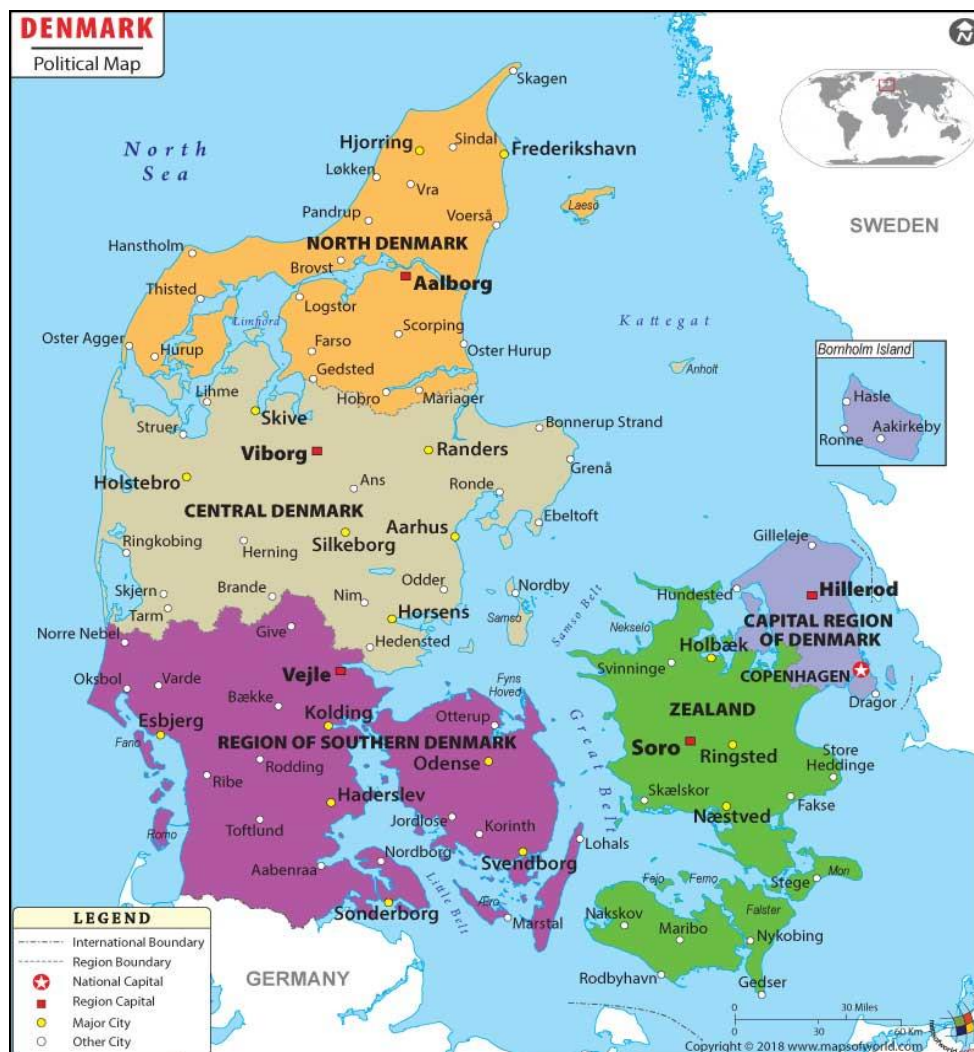 DENMARK
Political Map
N
Skagen
North
Sea
Hjorring
Sindal
Frederikshavn
Løkken
Vra
Laeso
Pandrup
Voerså
SWEDEN
Hanstholm
NORTH DENMARK
Brovst
Aalborg
Thisted
Logstor
Limfjord
Kattegat
Scorping
Oster Agger
Hurup
Farso
Oster Hurup
Bornholm Island
Gedsted
Anholt
Lihme
Hobro
Mariager
Hasle
Skive
Struer
Bonnerup Strand
Ronne
Aakirkeby
Viborg
Randers
Grenå
Holstebro
Ans
Ronde
CENTRAL DENMARK
Aarhus
Ebeltoft
Ringkobing
Herning
Silkeborg
Gilleleje
Skjern
Brande
Nim
Odder
Nordby
Hundested
Hillerod
Tarm
Horsens
Samso
Samso Belt
Nekselo
CAPITAL REGION
OF DENMARK
Norre Nebel
Give
Hedensted
Holbæk
Svinninge
COPENHAGEN
Oksbol
Varde
Vejle
Fyns
Hoved
Dragor
Bække
Esbjerg
Kolding
Otterup
Great Belt
ZEALAND
Fano
REGION OF SOUTHERN DENMARK
Soro
Ringsted
Store
Heddinge
Odense
Ribe
Rodding
Skælskor
Fakse
Haderslev
Næstved
Romo
Toftlund
Jordlose
Korinth
Lohals
Aabenraa
Nordborg
Svendborg
Little Belt
Stege
Mon
Fejo
Femo
Sonderborg
Æro
Marstal
Nakskov
Maribo
Falster
Nykobing
GERMANY
Rodbyhavn
Gedser
LEGEND
International Boundary
Region Boundary
National Capital
Region Capital
Major City
Other City
0 30 Miles
0 30 60 Km
Copyright © 2018 www.mapsofworld.com
mapsofworld